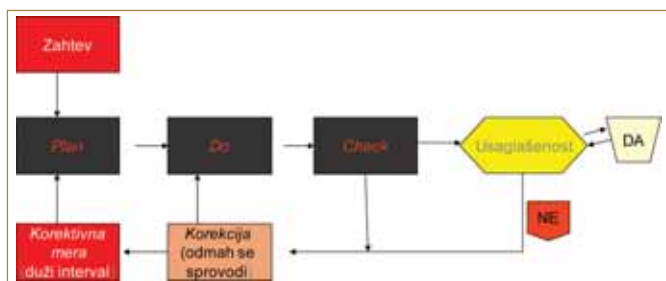 Zahtev
Plan
Do
Check
Usaglašenost
DA
NE
Korektivna
mera
(duži interval
Korekcija
(odmah se
sprovodi